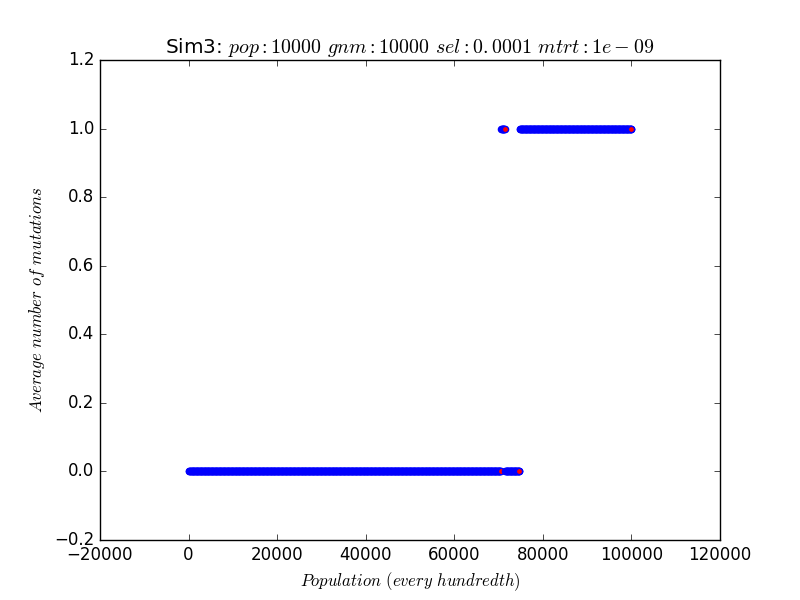 Sim3: pop : 10000 gnm : 10000 sel : 0.0001 mtrt : 1e − 09
1.2
1.0
0.8
0.6
0.4
0.2
0.0
−0.2
Average number of mutations
−20000 0 20000 40000 60000 80000 100000 120000
Population (every hundredth)